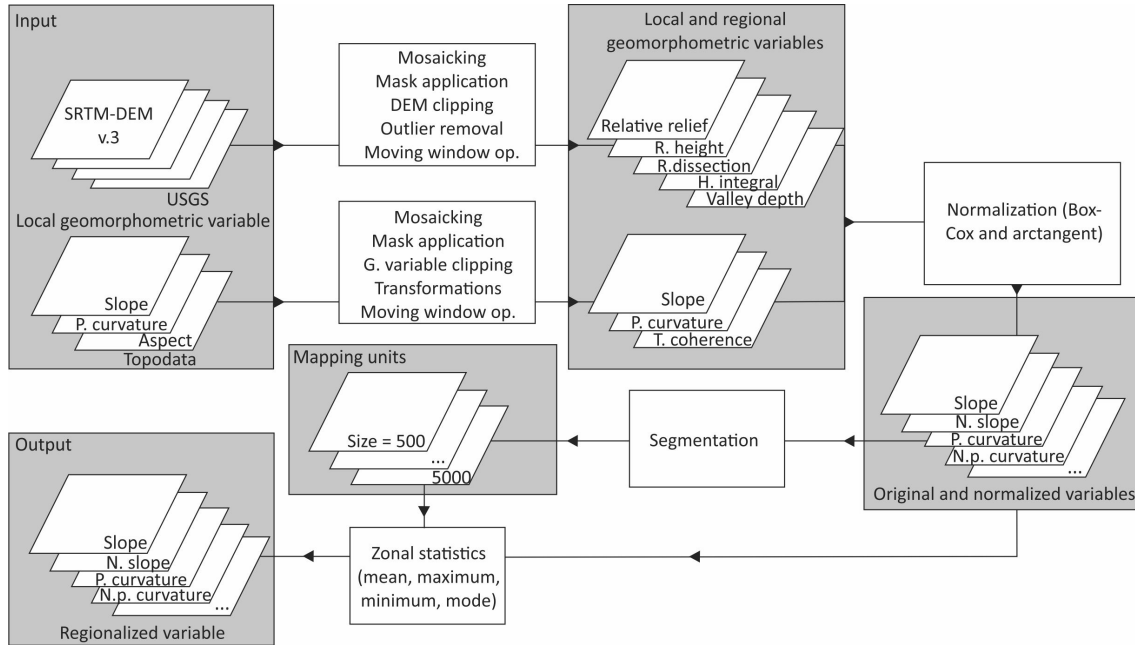 Input
SRTM-DEM
v.3
USGS
Local geomorphometric variable
Slope
P. curvature
Aspect
Topodata
Mosaicking
Mask application
DEM clipping
Outlier removal
Moving window op.
Mosaicking
Mask application
G. variable clipping
Transformations
Moving window op.
Local and regional
geomorphometric variables
Relative relief
R. height
R.dissection
H. integral
Valley depth
Slope
P. curvature
T. coherence
Normalization (Box-
Cox and arctangent)
Slope
N. slope
P. curvature
N.p. curvature
...
Original and normalized variables
Segmentation
Mapping units
Size = 500
...
5000
Zonal statistics
(mean, maximum,
minimum, mode)
Output
Slope
N. slope
P. curvature
N.p. curvature
...
Regionalized variable